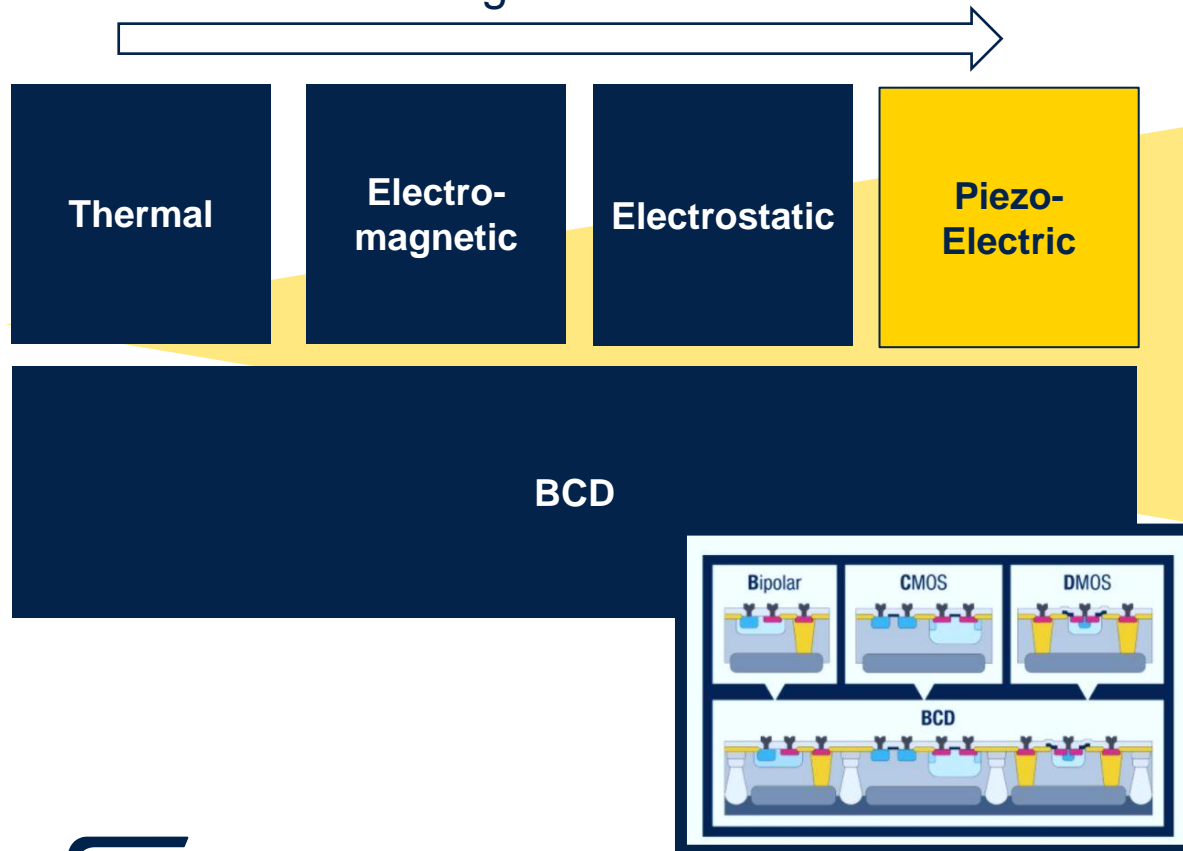 Thermal
Electro-
magnetic
Electrostatic
Piezo-
Electric
BCD
Bipolar
CMOS
DMOS
BCD